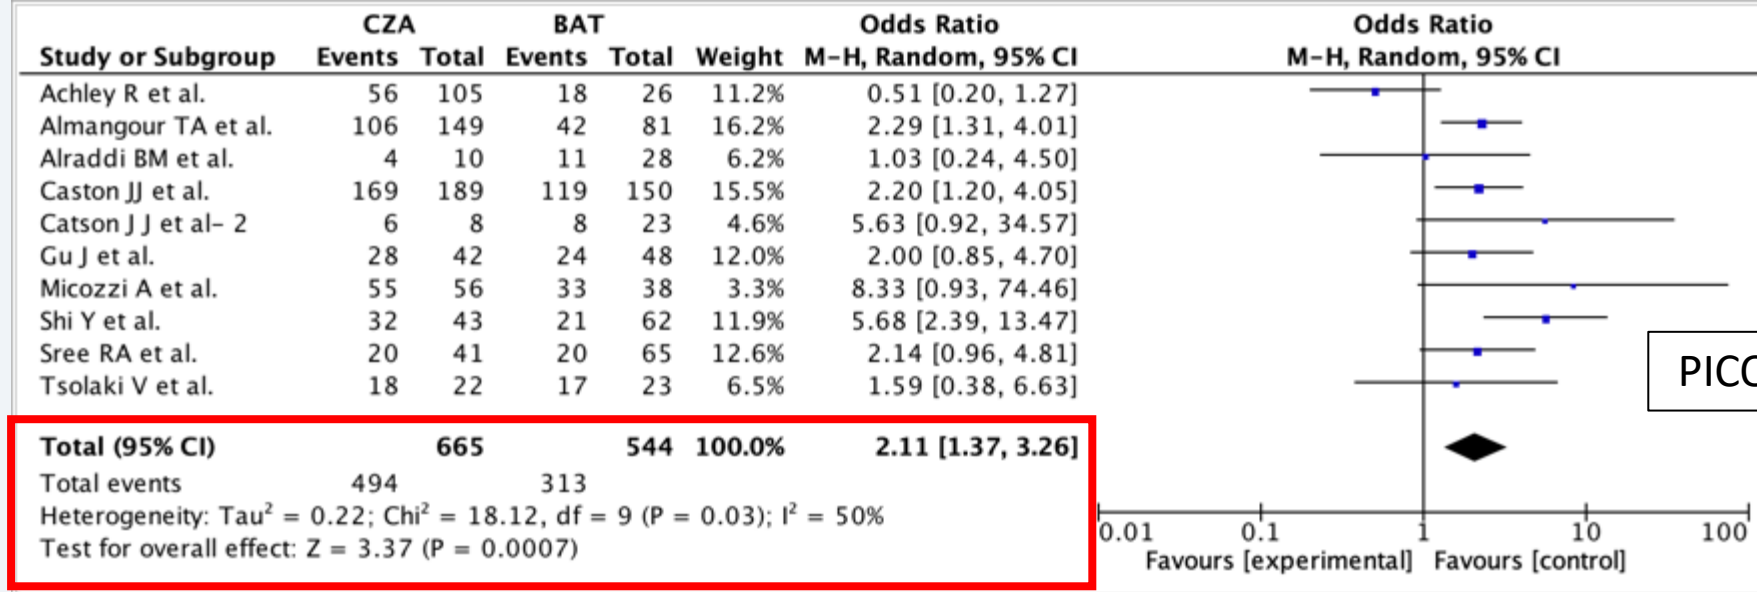 CZA BAT Odds Ratio Odds Ratio
Study or Subgroup Events Total Events Total Weight M-H, Random, 95% CI M-H, Random, 95% CI
Achley R et al. 56 105 18 26 11.2% 0.51 [0.20, 1.27]
Almangour TA et al. 106 149 42 81 16.2% 2.29 [1.31, 4.01]
Alraddi BM et al. 4 10 11 28 6.2% 1.03 [0.24, 4.50]
Caston JJ et al. 169 189 119 150 15.5% 2.20 [1.20, 4.05]
Catson J J et al- 2 6 8 8 23 4.6% 5.63 [0.92, 34.57]
Gu J et al. 28 42 24 48 12.0% 2.00 [0.85, 4.70]
Micozzi A et al. 55 56 33 38 3.3% 8.33 [0.93, 74.46]
Shi Y et al. 32 43 21 62 11.9% 5.68 [2.39, 13.47]
Sree RA et al. 20 41 20 65 12.6% 2.14 [0.96, 4.81]
Tsolaki V et al. 18 22 17 23 6.5% 1.59 [0.38, 6.63]
PICO
Total (95% CI) 665 544 100.0% 2.11 [1.37, 3.26]
Total events 494 313
Heterogeneity: Tau² = 0.22; Chi² = 18.12, df = 9 (P = 0.03); I² = 50%
Test for overall effect: Z = 3.37 (P = 0.0007)
0.01 0.1 1 10 100
Favours [experimental] Favours [control]